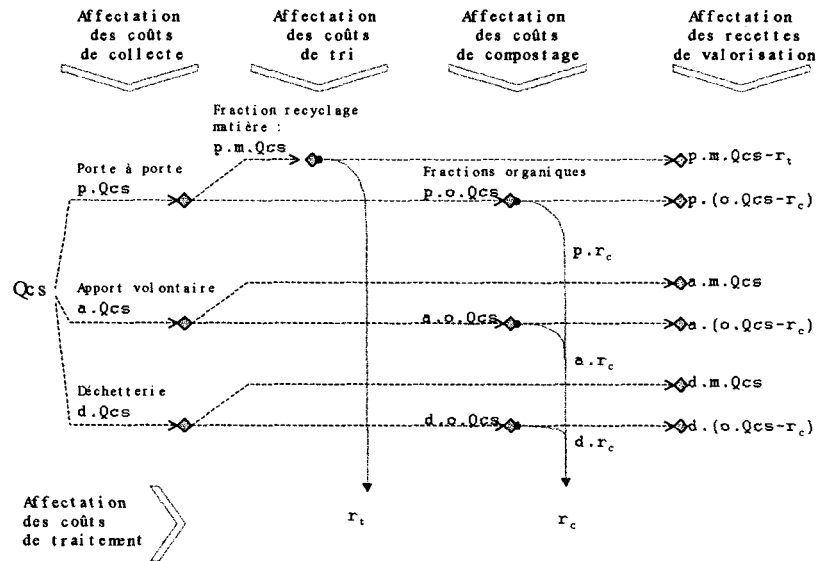 Affectation
des coûts
de collecte
Affectation
des coûts
de tri
Affectation
des coûts
de compostage
Affectation
des recettes
de valorisation
Fraction recyclage
matière :
p.m.Qcs
p.m.Qcs-rt
Porte à porte
p.Qcs
Fractions organiques
p.o.Qcs
p.(o.Qcs-rc)
p.rc
Qcs
Apport volontaire
a.Qcs
a.m.Qcs
a.o.Qcs
a.(o.Qcs-rc)
a.rc
Déchetterie
d.Qcs
d.m.Qcs
d.o.Qcs
d.(o.Qcs-rc)
d.rc
Affectation
des coûts
de traitement
rt
rc